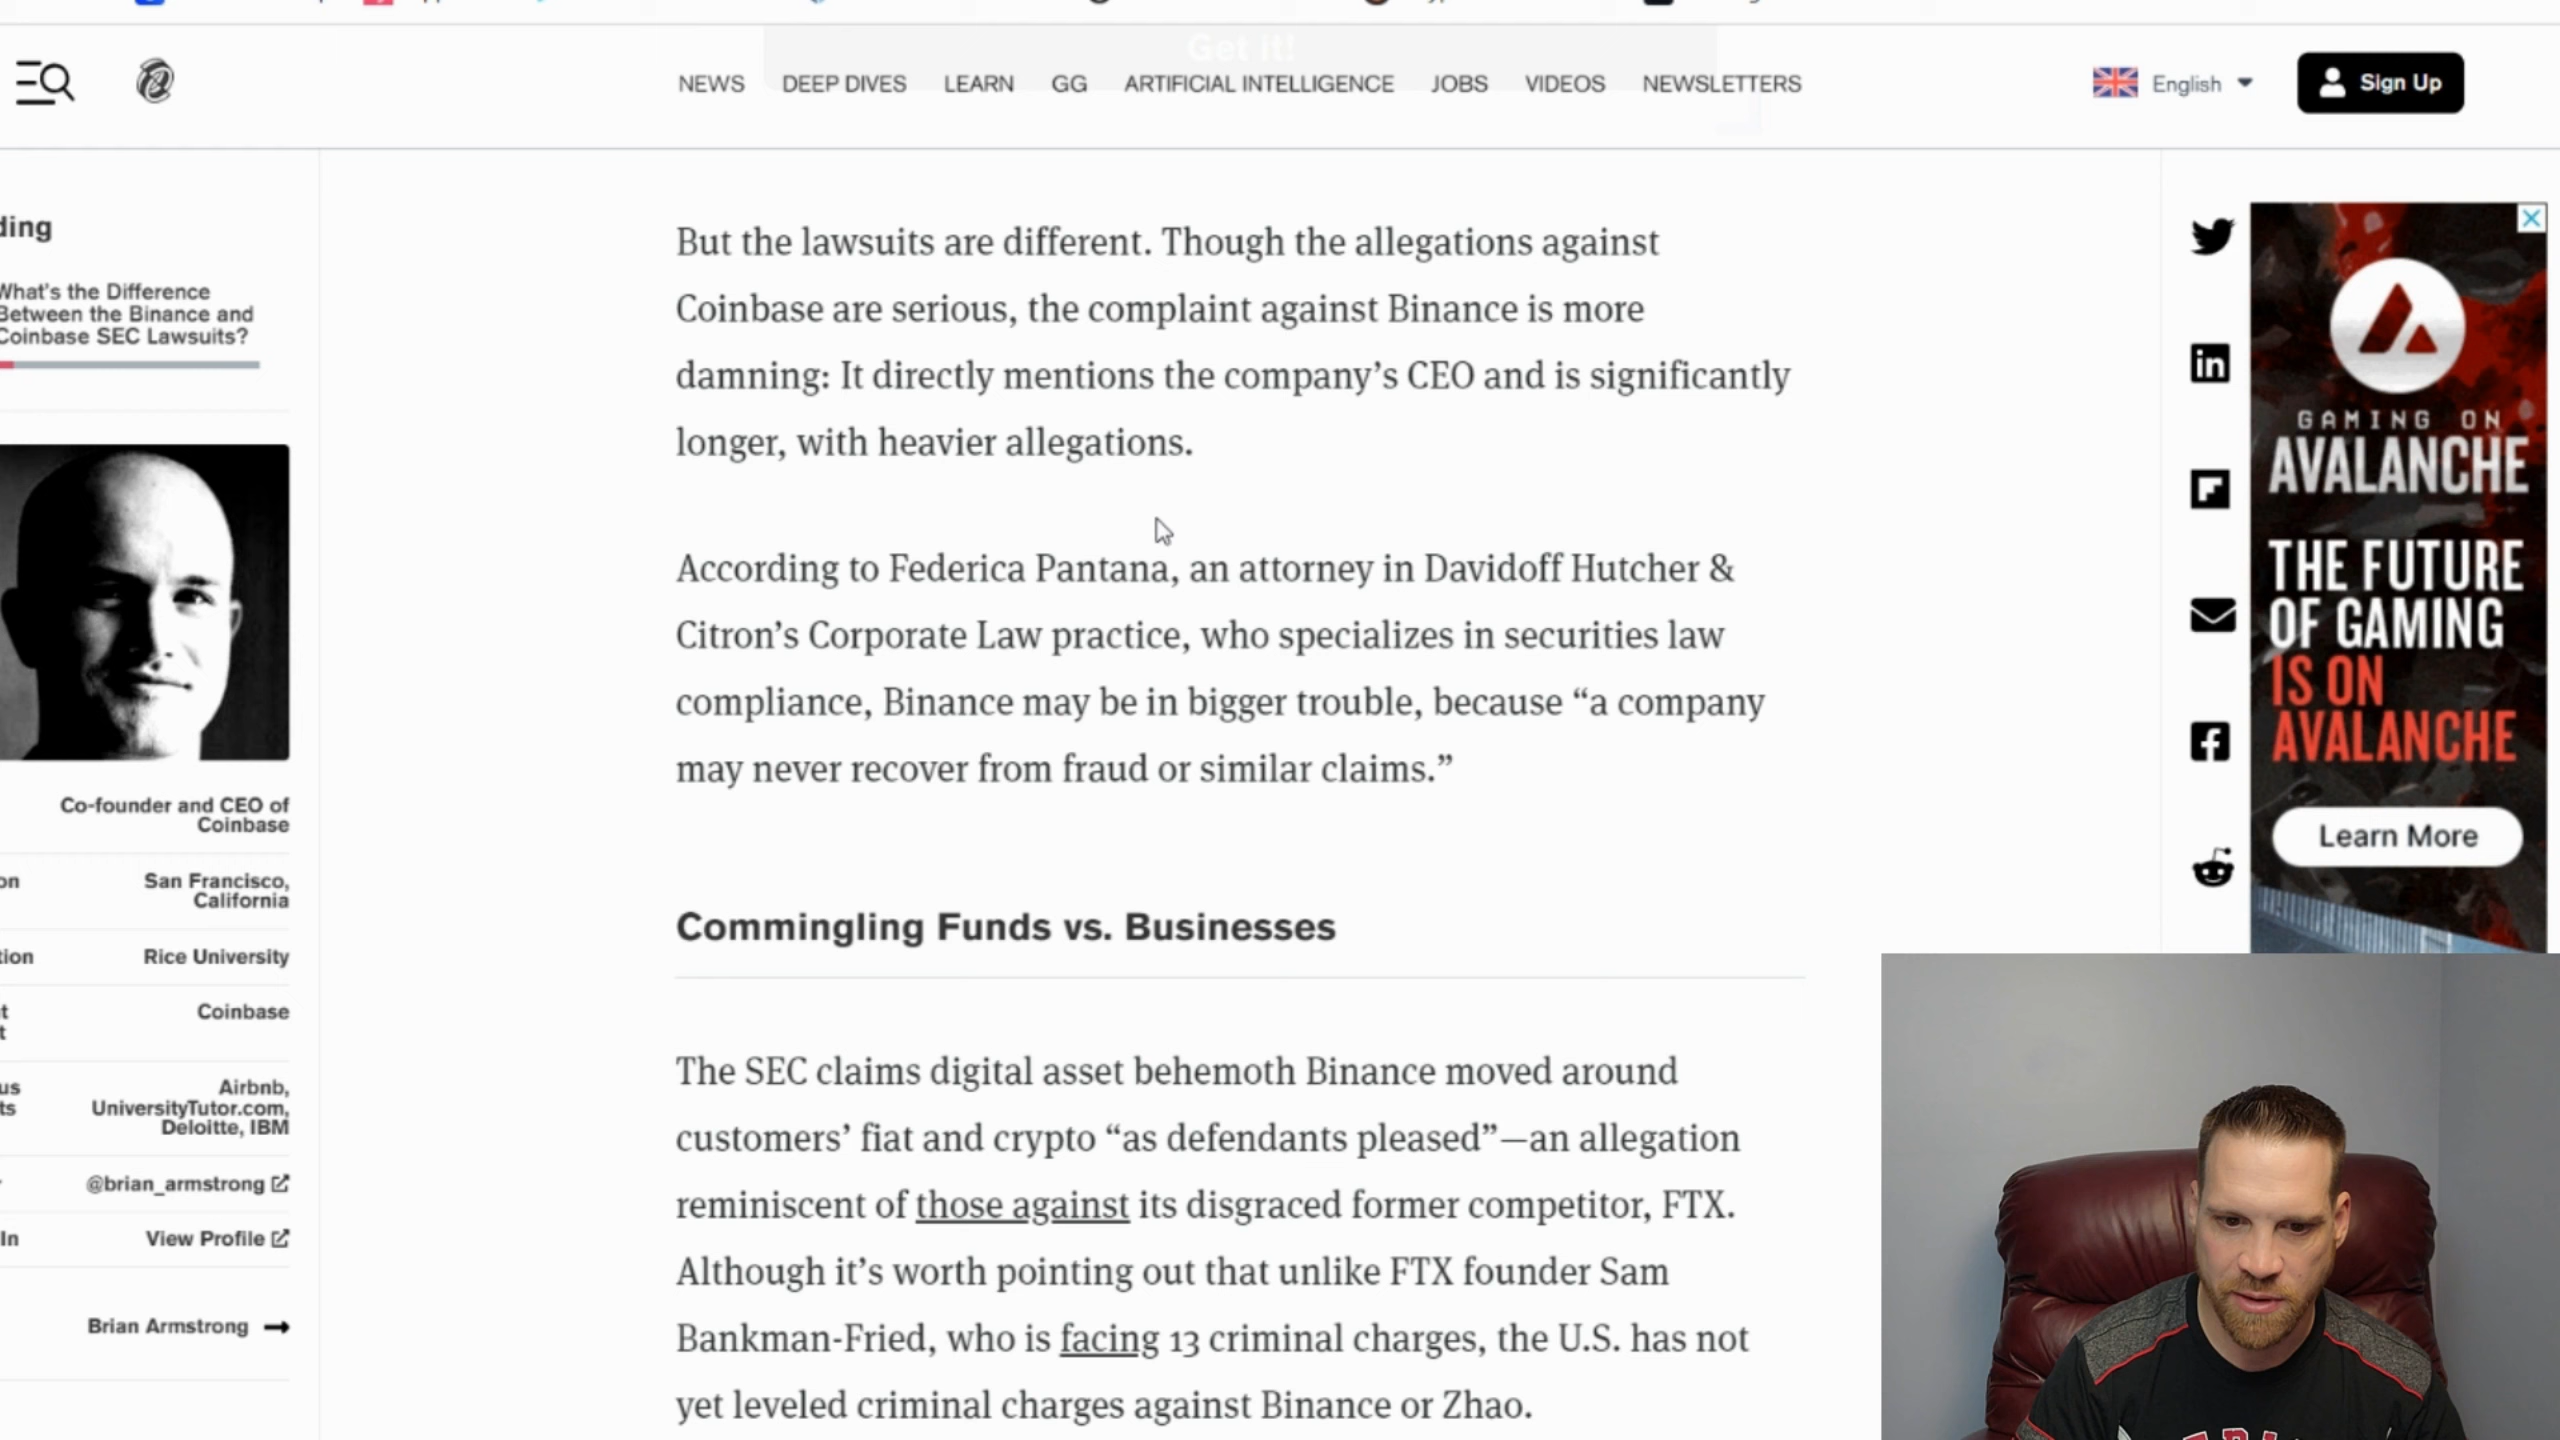 Get it!
NEWS DEEP DIVES LEARN GG ARTIFICIAL INTELLIGENCE JOBS VIDEOS NEWSLETTERS
English
Sign Up
ding
What's the Difference
Between the Binance and
Coinbase SEC Lawsuits?
Co-founder and CEO of
Coinbase
on San Francisco,
California
tion Rice University
t Coinbase
t
us Airbnb,
ts UniversityTutor.com,
Deloitte, IBM
@brian_armstrong
In View Profile
Brian Armstrong
But the lawsuits are different. Though the allegations against
Coinbase are serious, the complaint against Binance is more
damning: It directly mentions the company’s CEO and is significantly
longer, with heavier allegations.
According to Federica Pantana, an attorney in Davidoff Hutcher &
Citron’s Corporate Law practice, who specializes in securities law
compliance, Binance may be in bigger trouble, because “a company
may never recover from fraud or similar claims.”
Commingling Funds vs. Businesses
The SEC claims digital asset behemoth Binance moved around
customers’ fiat and crypto “as defendants pleased”—an allegation
reminiscent of those against its disgraced former competitor, FTX.
Although it’s worth pointing out that unlike FTX founder Sam
Bankman-Fried, who is facing 13 criminal charges, the U.S. has not
yet leveled criminal charges against Binance or Zhao.
GAMING ON
AVALANCHE
THE FUTURE
OF GAMING
IS ON
AVALANCHE
Learn More